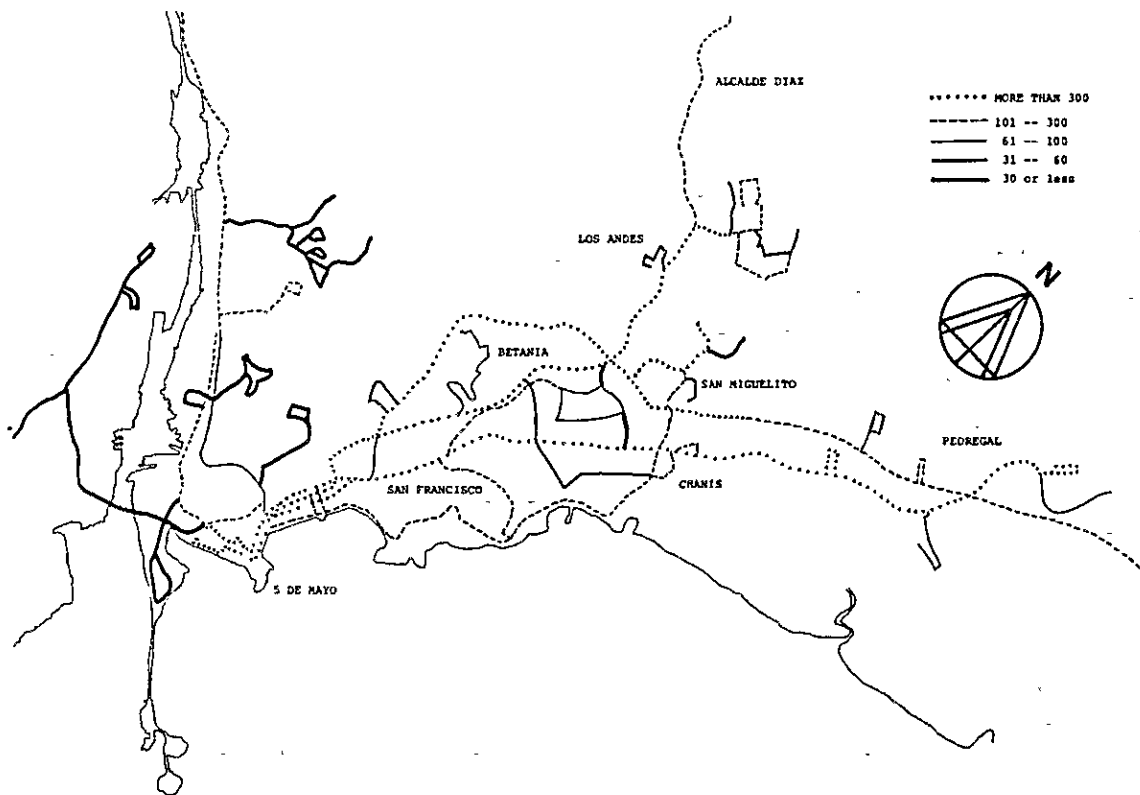 ALCALDE DIAZ
MORE THAN 300
101 -- 300
61 -- 100
31 -- 60
30 or less
LOS ANDES
N
BETANIA
SAN MIGUELITO
PEDREGAL
SAN FRANCISCO
CHANIS
5 DE MAYO